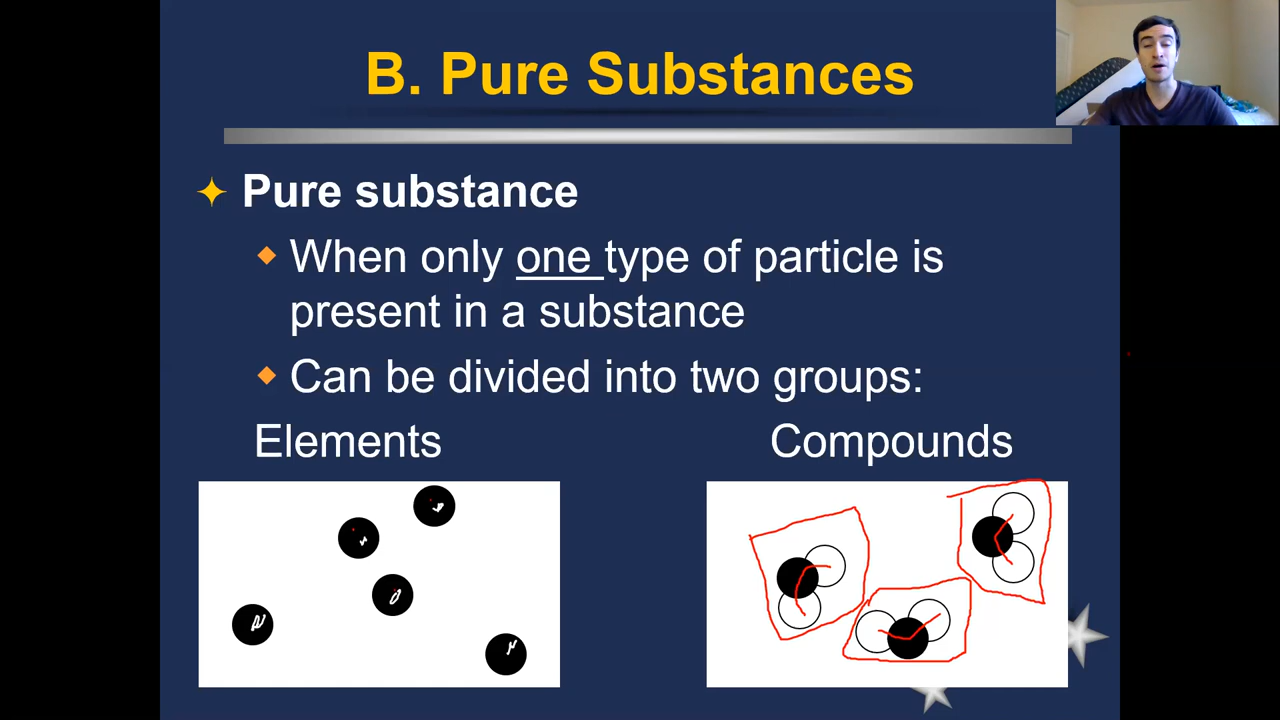 B. Pure Substances
Pure substance
When only one type of particle is
present in a substance
Can be divided into two groups:
Elements
Compounds